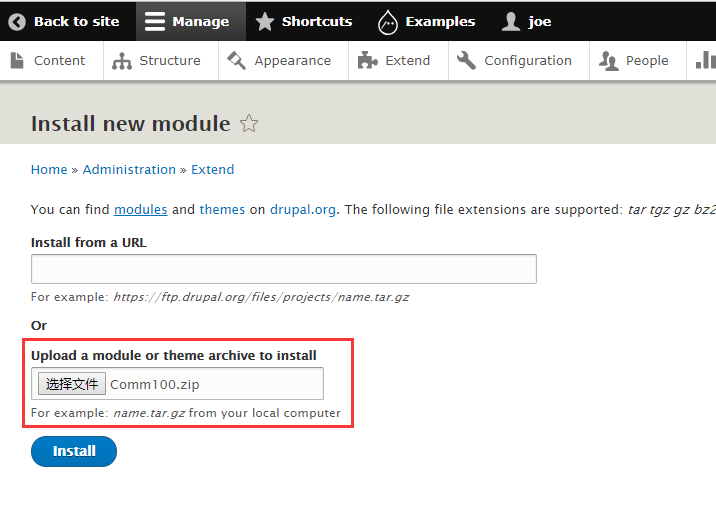 Back to site Manage Shortcuts Examples joe
Content Structure Appearance Extend Configuration People
Install new module
Home » Administration » Extend
You can find modules and themes on drupal.org. The following file extensions are supported: tar tgz gz bz2
Install from a URL
For example: https://ftp.drupal.org/files/projects/name.tar.gz
Or
Upload a module or theme archive to install
选择文件 Comm100.zip
For example: name.tar.gz from your local computer
Install